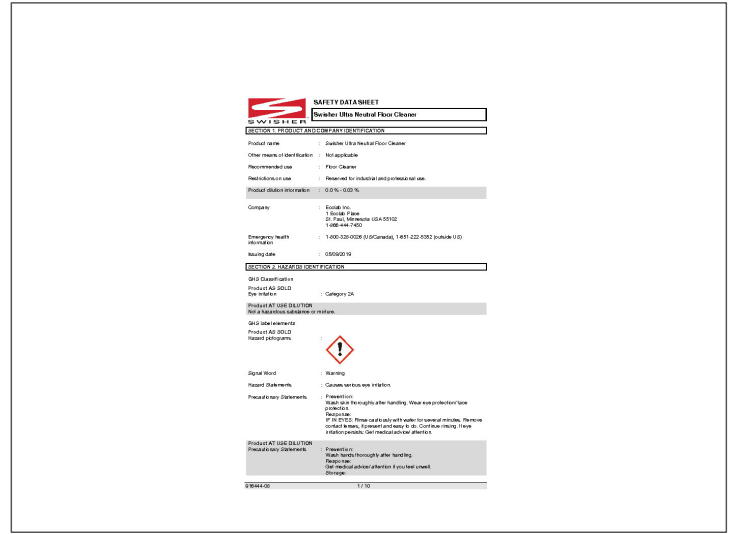 SWISHER
SAFETY DATA SHEET
Swisher Ultra Neutral Floor Cleaner
SECTION 1. PRODUCT AND COMPANY IDENTIFICATION
Product name : Swisher Ultra Neutral Floor Cleaner
Other means of identification : Not applicable
Recommended use : Floor Cleaner
Restrictions on use : Reserved for industrial and professional use.
Product dilution information : 0.0 % - 0.03 %
Company : Ecolab Inc.
1 Ecolab Place
St. Paul, Minnesota USA 55102
1-866-444-7450
Emergency health : 1-800-328-0026 (US/Canada), 1-651-222-5352 (outside US)
information
Issuing date : 05/09/2019
SECTION 2. HAZARDS IDENTIFICATION
GHS Classification
Product AS SOLD
Eye irritation : Category 2A
Product AT USE DILUTION
Not a hazardous substance or mixture.
GHS label elements
Product AS SOLD
Hazard pictograms :
Signal Word : Warning
Hazard Statements : Causes serious eye irritation.
Precautionary Statements : Prevention:
Wash skin thoroughly after handling. Wear eye protection/ face
protection.
Response:
IF IN EYES: Rinse cautiously with water for several minutes. Remove
contact lenses, if present and easy to do. Continue rinsing. If eye
irritation persists: Get medical advice/ attention.
Product AT USE DILUTION
Precautionary Statements : Prevention:
Wash hands thoroughly after handling.
Response:
Get medical advice/ attention if you feel unwell.
Storage:
916444-03 1 / 10